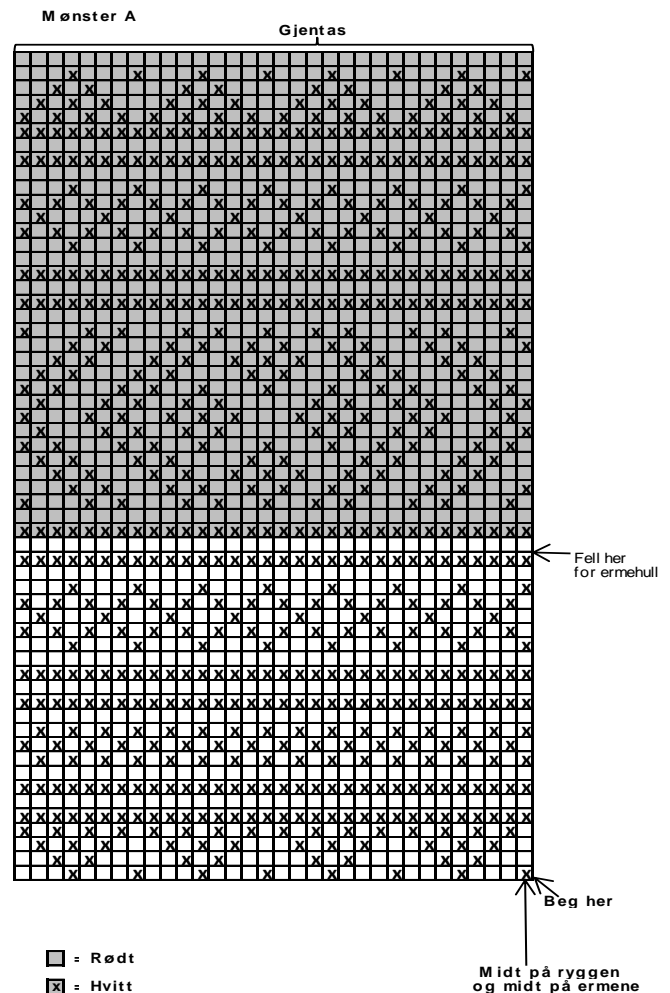 Mønster A
Gjentas
Fell her
for ermehull
Beg her
= Rødt
x = Hvitt
Midt på ryggen
og midt på ermene